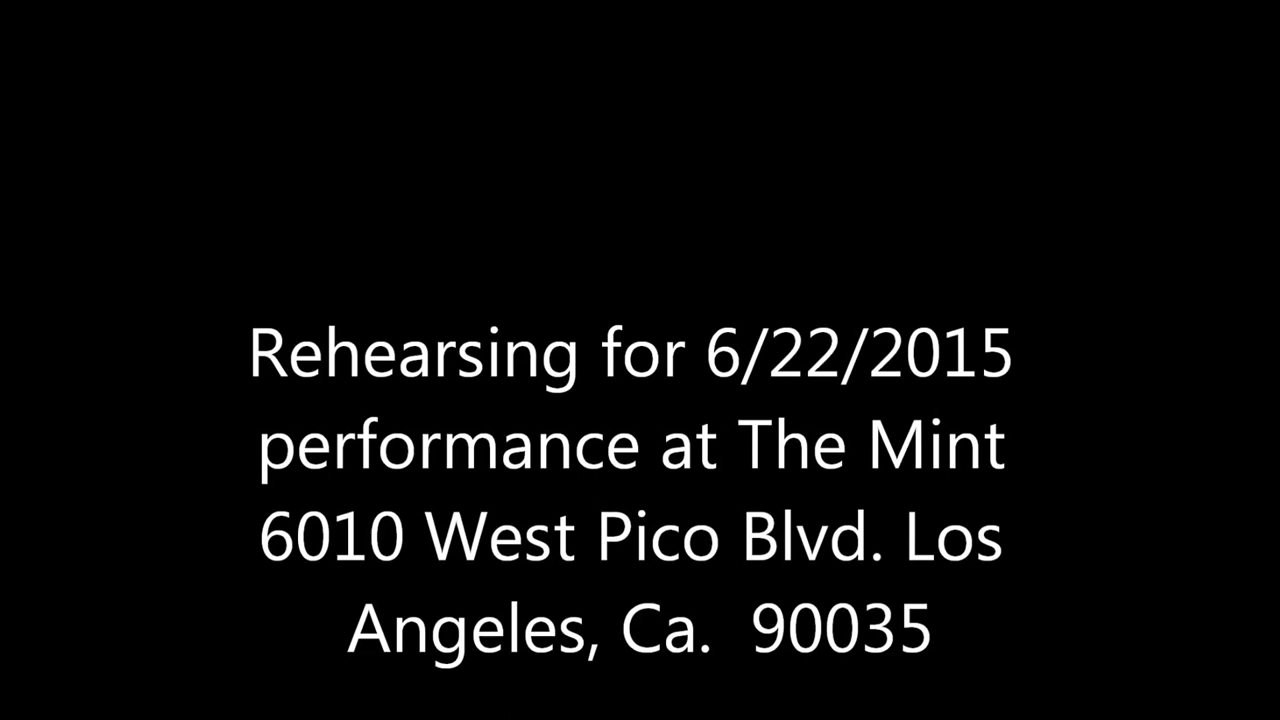 Rehearsing for 6/22/2015
performance at The Mint
6010 West Pico Blvd. Los
Angeles, Ca.  90035